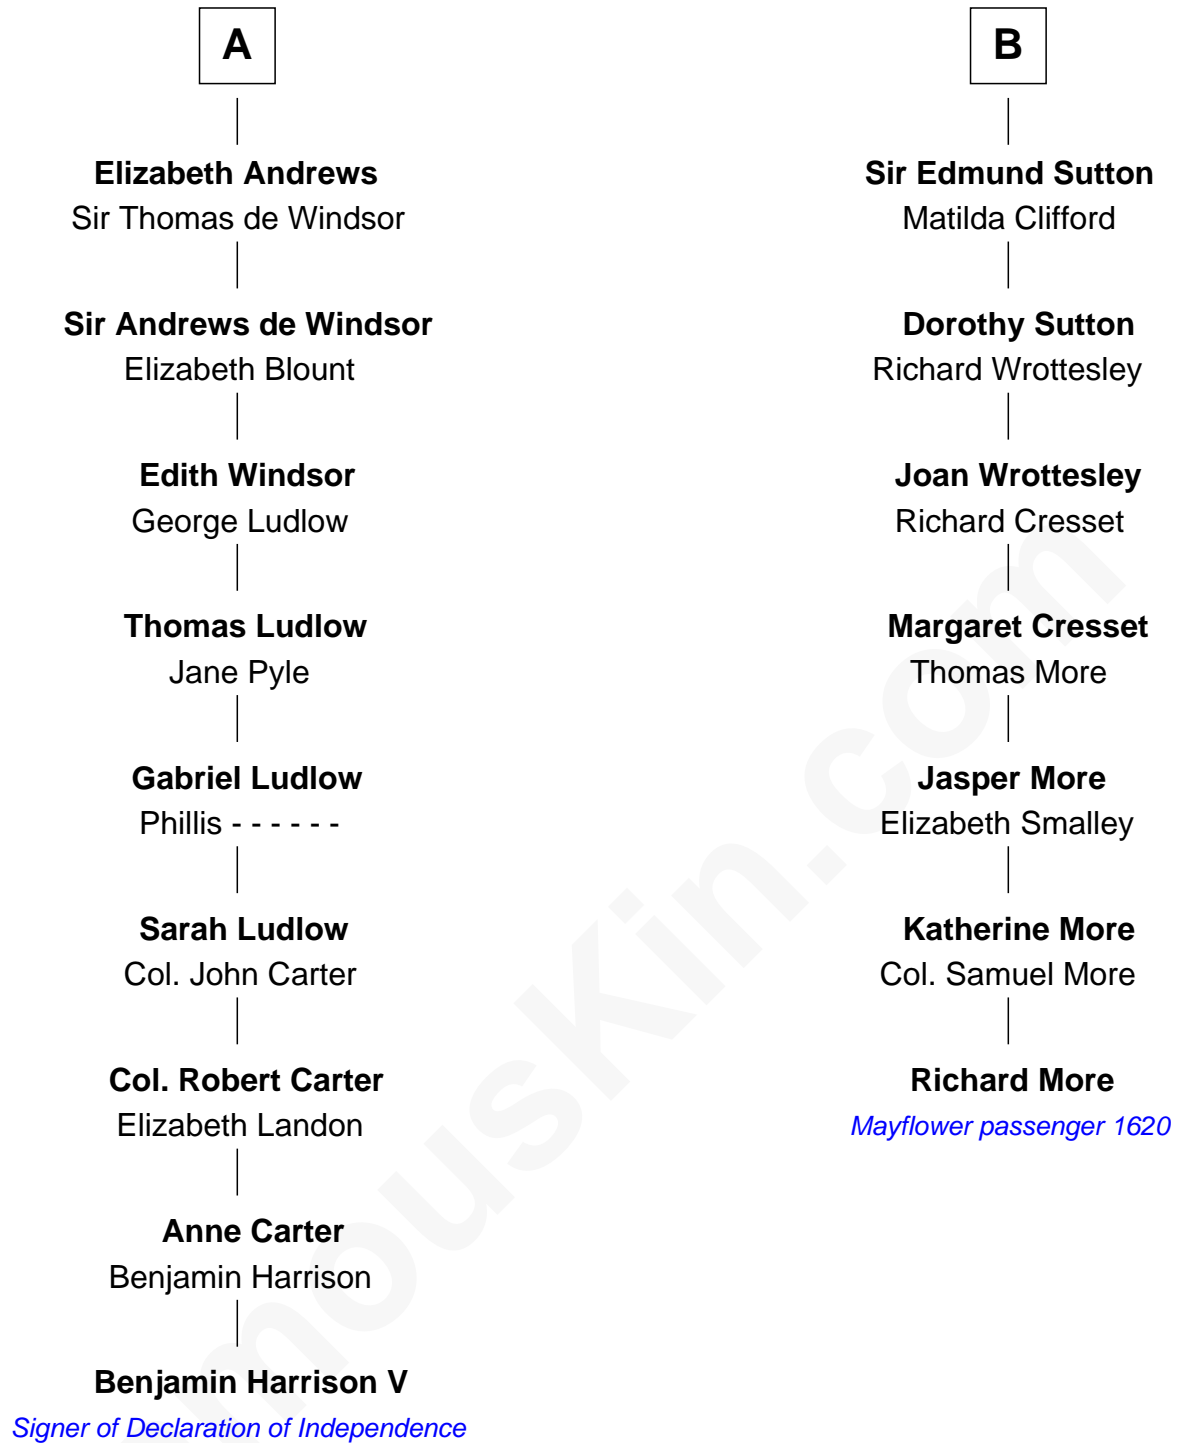 A
Elizabeth Andrews
Sir Thomas de Windsor
Sir Andrews de Windsor
Elizabeth Blount
Edith Windsor
George Ludlow
Thomas Ludlow
Jane Pyle
Gabriel Ludlow
Phillis - - - - - -
Sarah Ludlow
Col. John Carter
Col. Robert Carter
Elizabeth Landon
Anne Carter
Benjamin Harrison
Benjamin Harrison V
Signer of Declaration of Independence
B
Sir Edmund Sutton
Matilda Clifford
Dorothy Sutton
Richard Wrottesley
Joan Wrottesley
Richard Cresset
Margaret Cresset
Thomas More
Jasper More
Elizabeth Smalley
Katherine More
Col. Samuel More
Richard More
Mayflower passenger 1620
mousKin.com